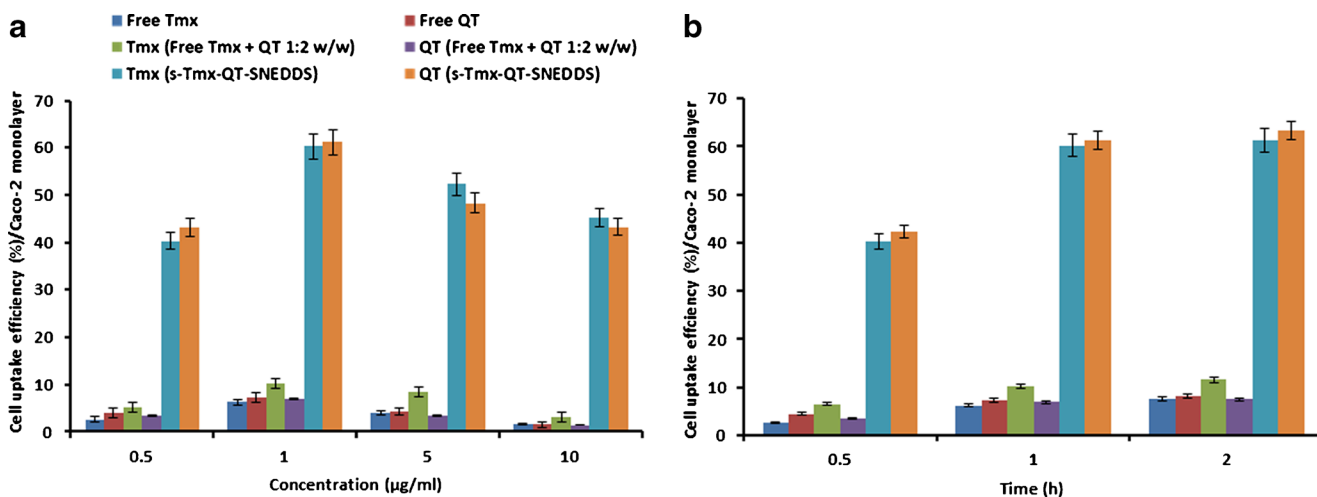 a
Free Tmx
Free QT
Tmx (Free Tmx + QT 1:2 w/w)
QT (Free Tmx + QT 1:2 w/w)
Tmx (s-Tmx-QT-SNEDDS)
QT (s-Tmx-QT-SNEDDS)
Cell uptake efficiency (%)/Caco-2 monolayer
70
60
50
40
30
20
10
0
0.5 1 5 10
Concentration (µg/ml)
b
Cell uptake effciency (%)/Caco-2 monolayer
70
60
50
40
30
20
10
0
0.5 1 2
Time (h)